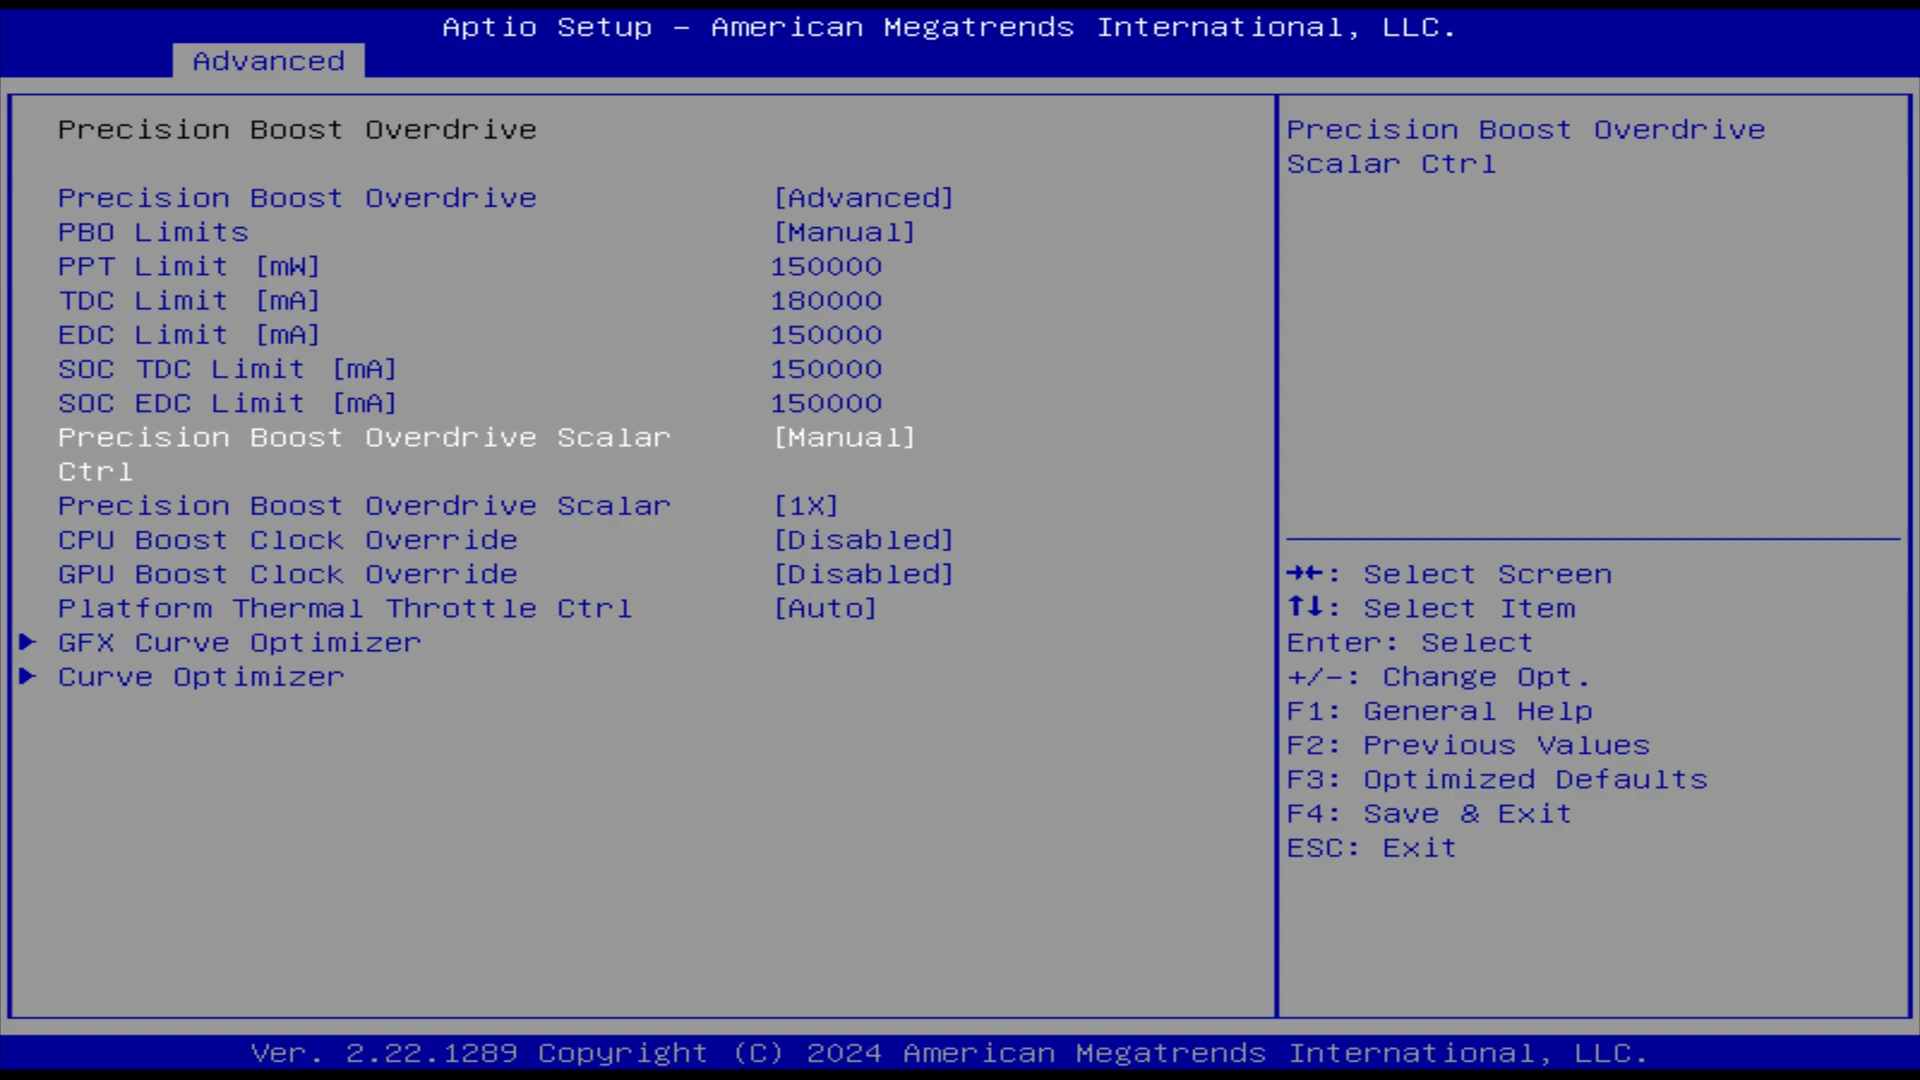 Aptio Setup - American Megatrends International, LLC.
Advanced
Precision Boost Overdrive
Precision Boost Overdrive [Advanced]
PBO Limits [Manual]
PPT Limit [mW] 150000
TDC Limit [mA] 180000
EDC Limit [mA] 150000
SOC TDC Limit [mA] 150000
SOC EDC Limit [mA] 150000
Precision Boost Overdrive Scalar [Manual]
Ctrl
Precision Boost Overdrive Scalar [1X]
CPU Boost Clock Override [Disabled]
GPU Boost Clock Override [Disabled]
Platform Thermal Throttle Ctrl [Auto]
► GFX Curve Optimizer
► Curve Optimizer
Precision Boost Overdrive
Scalar Ctrl
→←: Select Screen
↑↓: Select Item
Enter: Select
+/-: Change Opt.
F1: General Help
F2: Previous Values
F3: Optimized Defaults
F4: Save & Exit
ESC: Exit
Ver. 2.22.1289 Copyright (C) 2024 American Megatrends International, LLC.